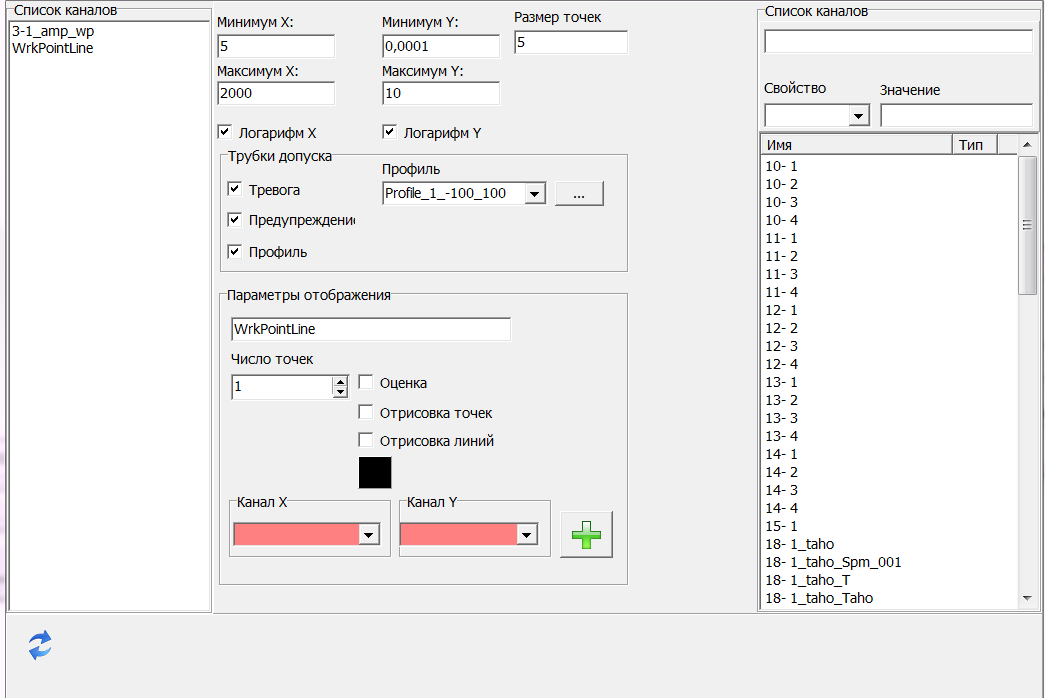 Список каналов
3-1_amp_wp
WrkPointLine
Минимум X:
5
Минимум Y:
0,0001
Размер точек
5
Максимум X:
2000
Максимум Y:
10
Логарифм X
Логарифм Y
Трубки допуска
Тревога
Предупреждени
Профиль
Профиль
Profile_1_-100_100
...
Параметры отображения
WrkPointLine
Число точек
1
Оценка
Отрисовка точек
Отрисовка линий
Канал X
Канал Y
Список каналов
Свойство
Значение
Имя Тип
10- 1
10- 2
10- 3
10- 4
11- 1
11- 2
11- 3
11- 4
12- 1
12- 2
12- 3
12- 4
13- 1
13- 2
13- 3
13- 4
14- 1
14- 2
14- 3
14- 4
15- 1
18- 1_taho
18- 1_taho_Spm_001
18- 1_taho_T
18- 1_taho_Taho